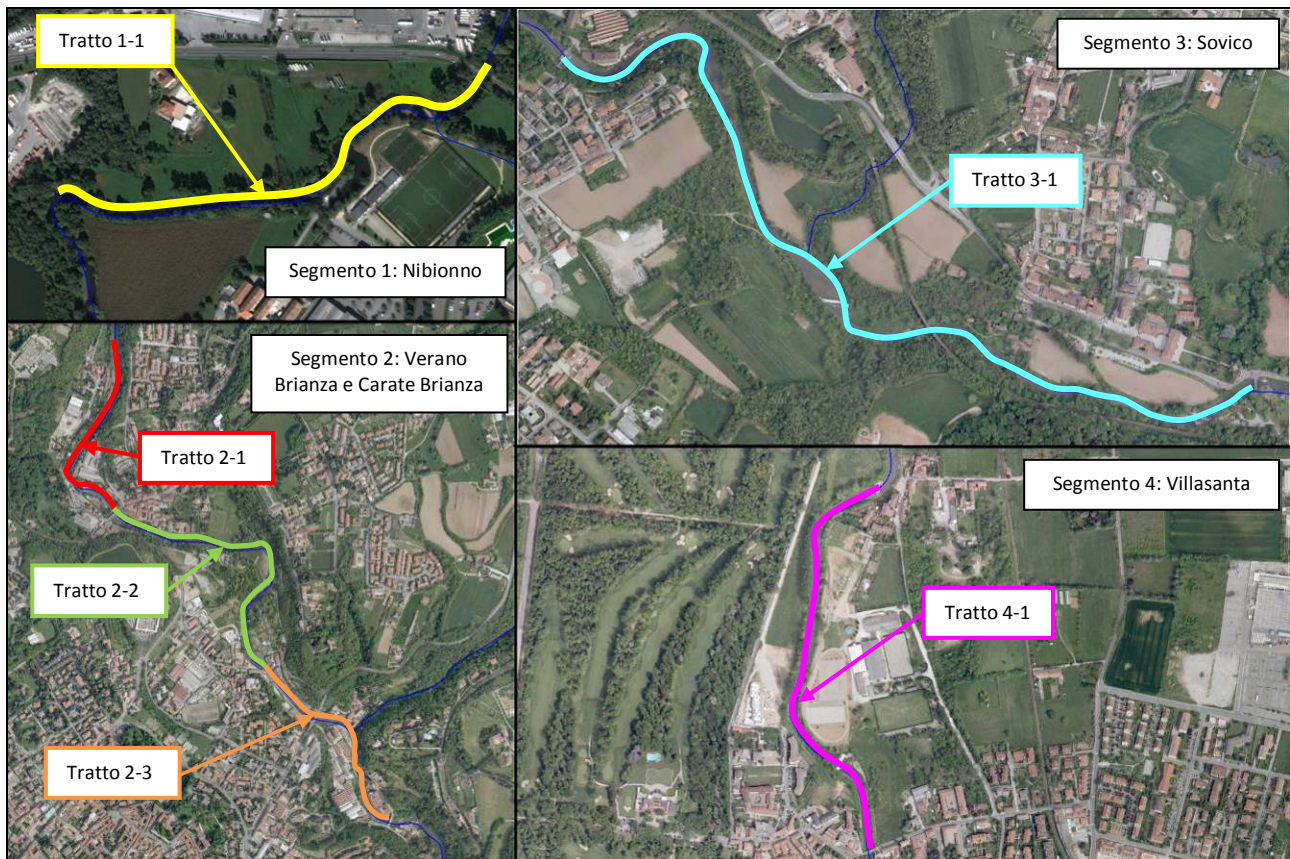 Tratto 1-1
Segmento 1: Nibionno
Segmento 3: Sovico
Tratto 3-1
Segmento 2: Verano
Brianza e Carate Brianza
Tratto 2-1
Tratto 2-2
Tratto 2-3
Segmento 4: Villasanta
Tratto 4-1